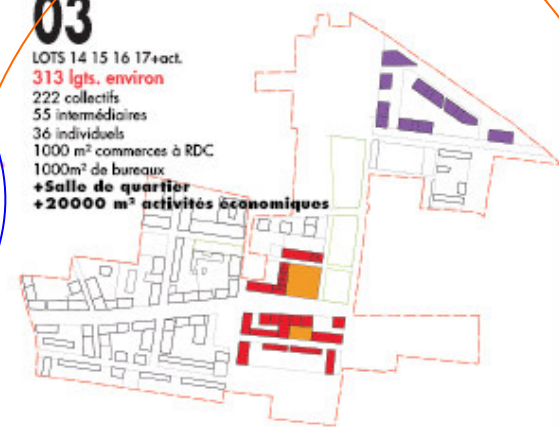 03
LOTS 14 15 16 17+act.
313 lgts. environ
222 collectifs
55 intermédiaires
36 individuels
1000 m² commerces à RDC
1000m² de bureaux
+Salle de quartier
+20000 m² activités économiques